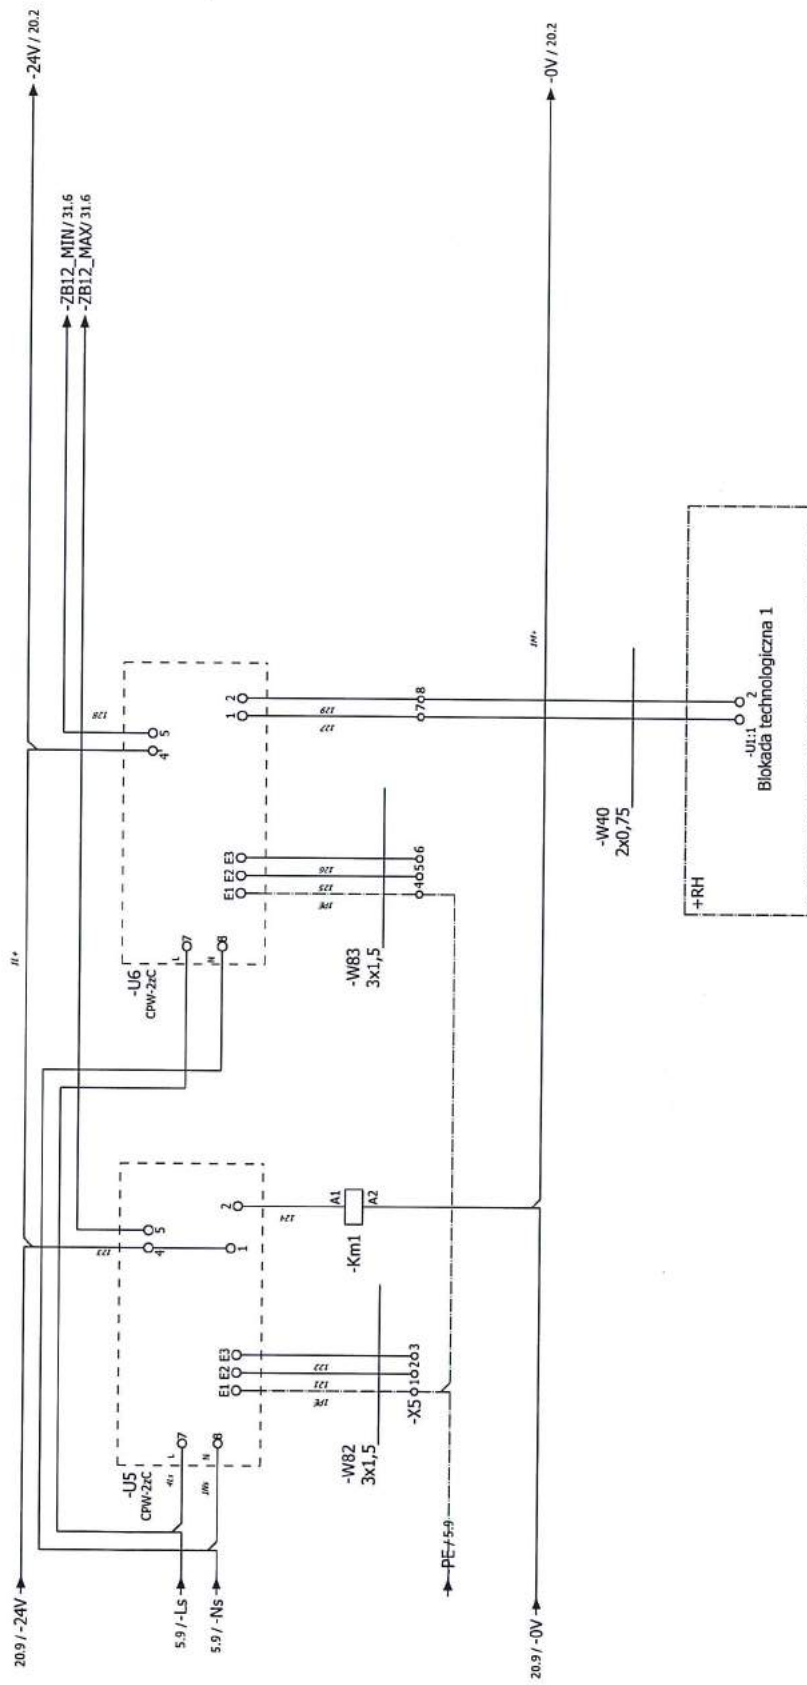 -24V / 20.2
-ZB12_MIN/ 31.6
-ZB12_MAX/ 31.6
-0V / 20.2
128
2
1
5
4
129
127
8
7
-U1:1
2
Blokada technologiczna 1
-W40
2x0,75
+RH
E3
E2
E1
126
125
1PE
6
5
4
-W83
3x1,5
-U6
CPW-2zC
L
7
N
8
123
5
4
2
1
124
A1
A2
-Km1
E3
E2
E1
122
121
1PE
3
2
1
-X5
-W82
3x1,5
-U5
CPW-2zC
L
7
N
8
20.9 / -24V
5.9 / -Ls
5.9 / -Ns
-PE / 5.9
20.9 / -0V